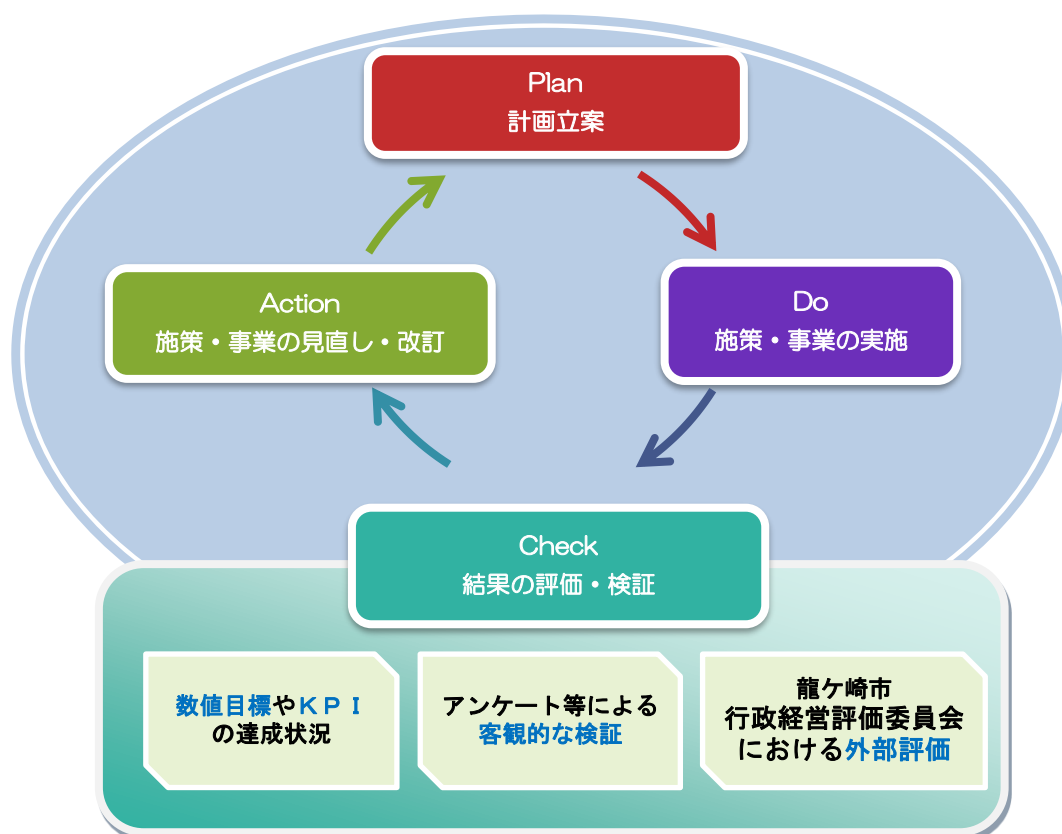 Plan
計画立案
Action
施策・事業の見直し・改訂
Do
施策・事業の実施
Check
結果の評価・検証
数値目標やＫＰＩ
の達成状況
アンケート等による
客観的な検証
龍ケ崎市
行政経営評価委員会
における外部評価